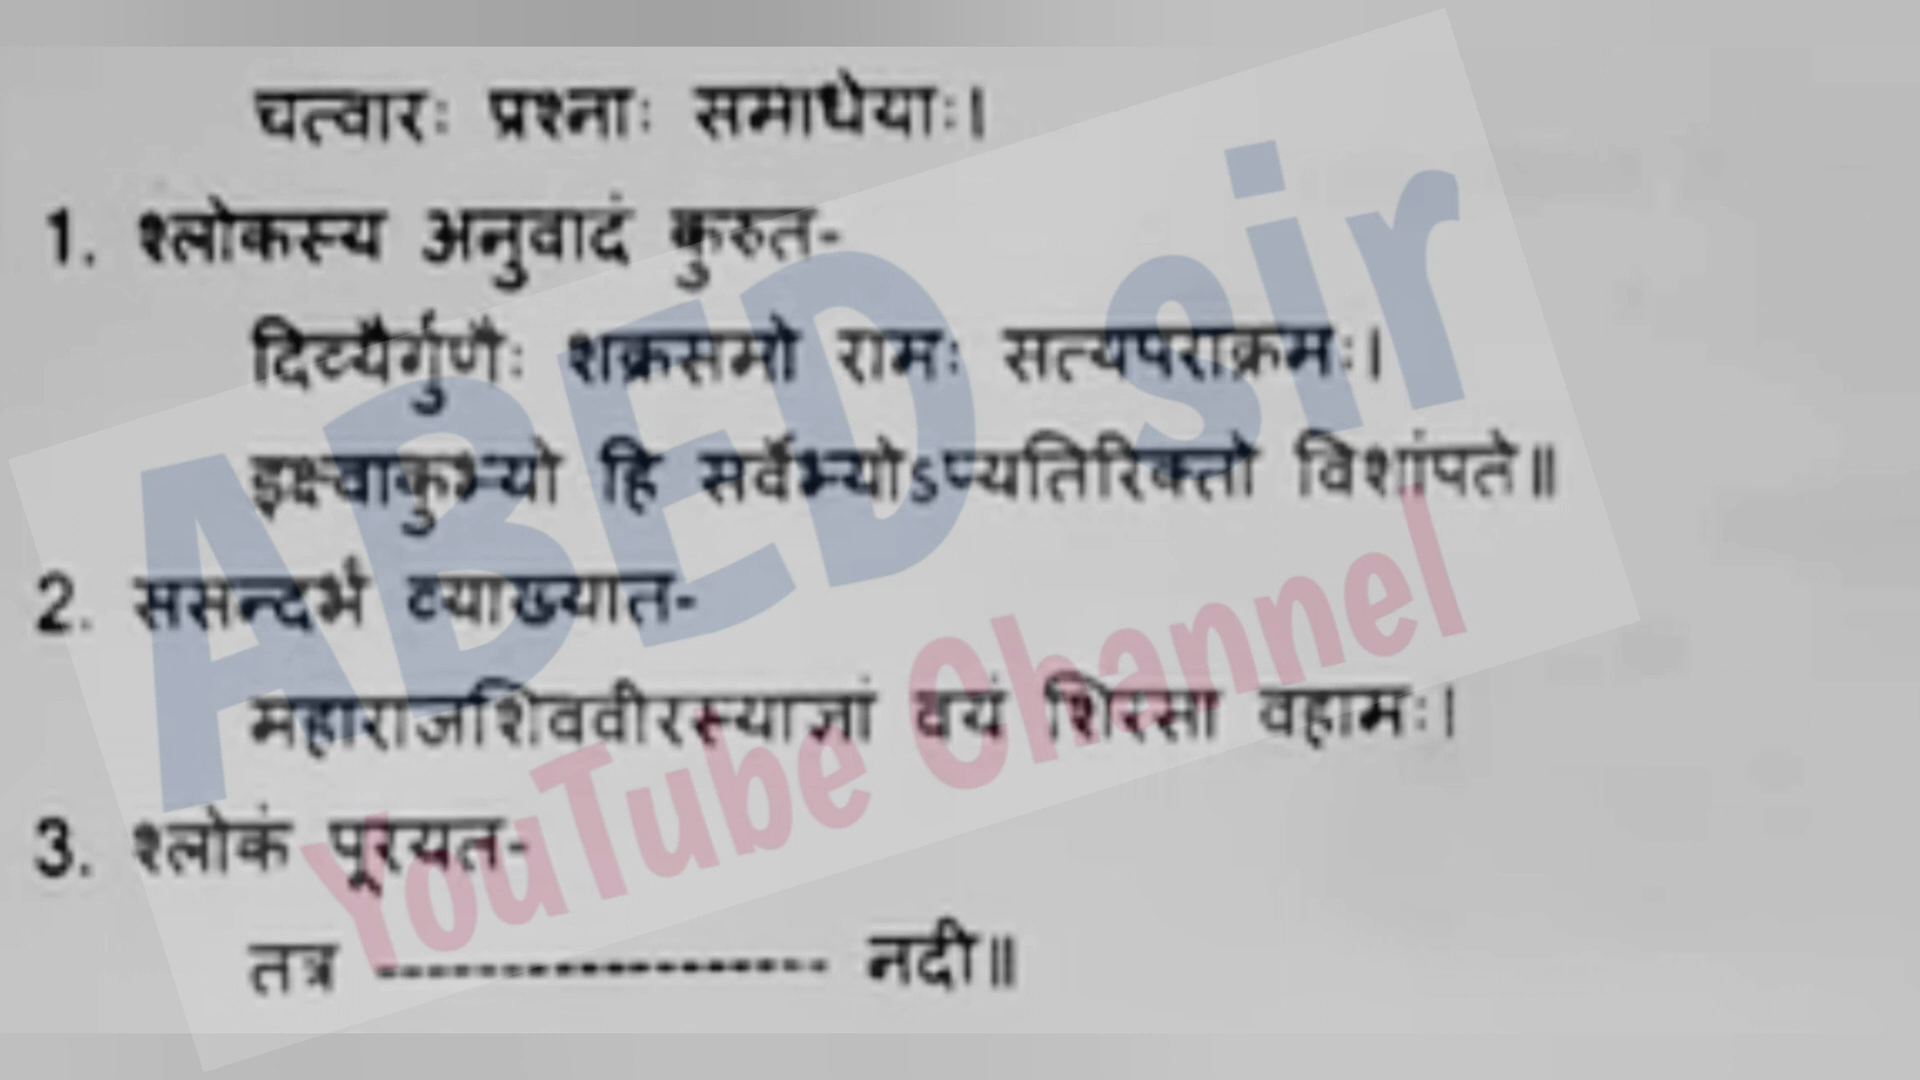 चत्वारः प्रश्नाः समाधेयाः।
1. श्लोकस्य अनुवादं कुरुत-
दिव्यैर्गुणैः शक्रसमो रामः सत्यपराक्रमः।
इक्ष्वाकुभ्यो हि सर्वेभ्योऽप्यतिरिक्तो विशांपते॥
2. ससन्दर्भं व्याख्यात-
महाराजशिववीरस्याज्ञां वयं शिरसा वहामः।
3. श्लोकं पूरयत-
तत्र ------------------ नदी॥
ABED sir
YouTube Channel